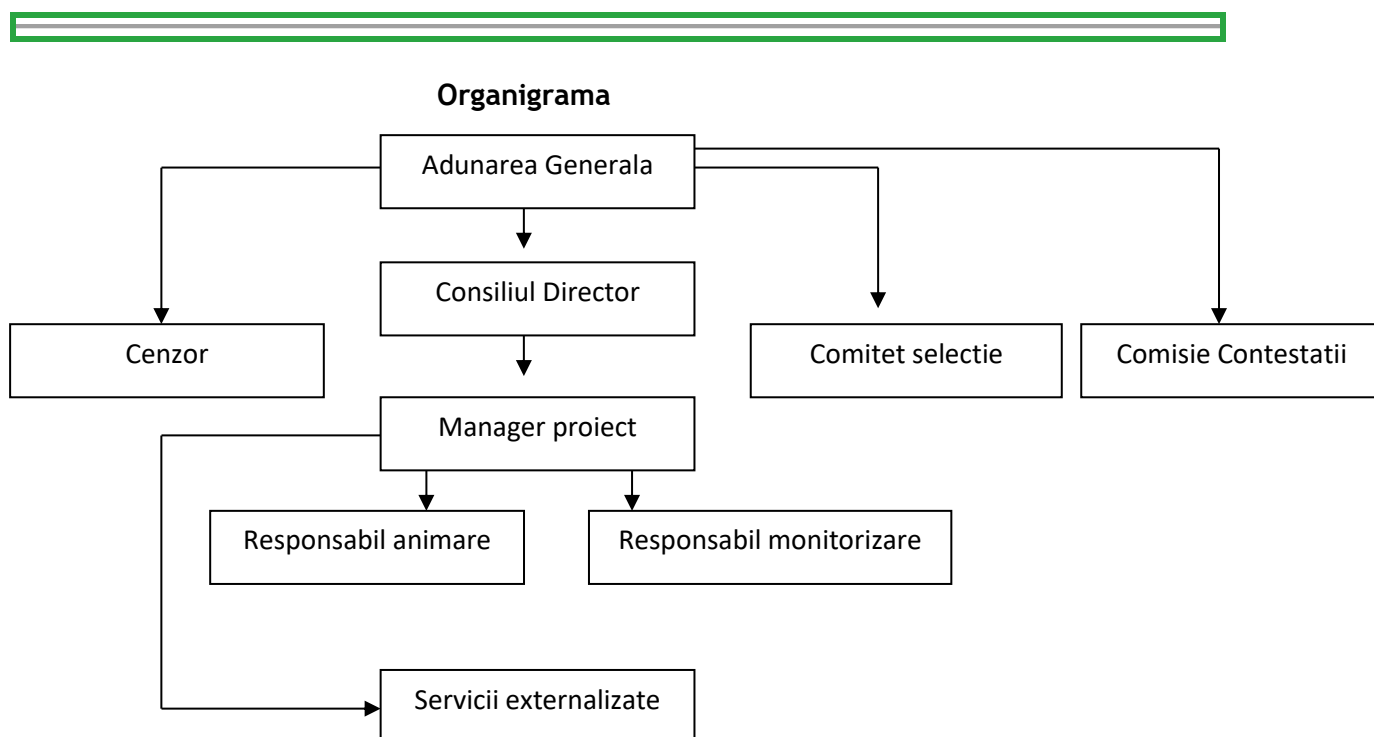 Organigrama
Adunarea Generala
Consiliul Director
Cenzor
Comitet selectie
Comisie Contestatii
Manager proiect
Responsabil animare
Responsabil monitorizare
Servicii externalizate